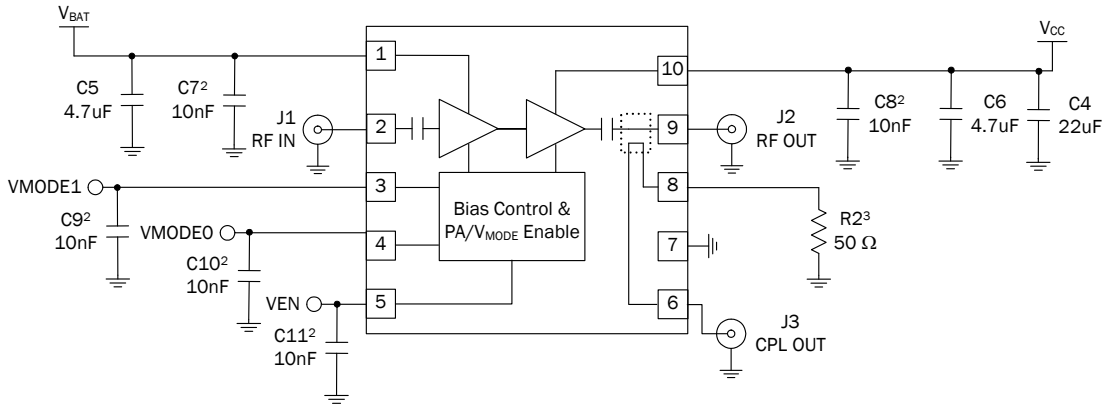 VBAT
C5
4.7uF
C7²
10nF
J1
RF IN
VMODE1
C9²
10nF
VMODE0
C10²
10nF
VEN
C11²
10nF
1
2
3
4
5
Bias Control &
PA/VMODE Enable
10
9
8
7
6
J2
RF OUT
J3
CPL OUT
R2³
50 Ω
VCC
C8²
10nF
C6
4.7uF
C4
22uF